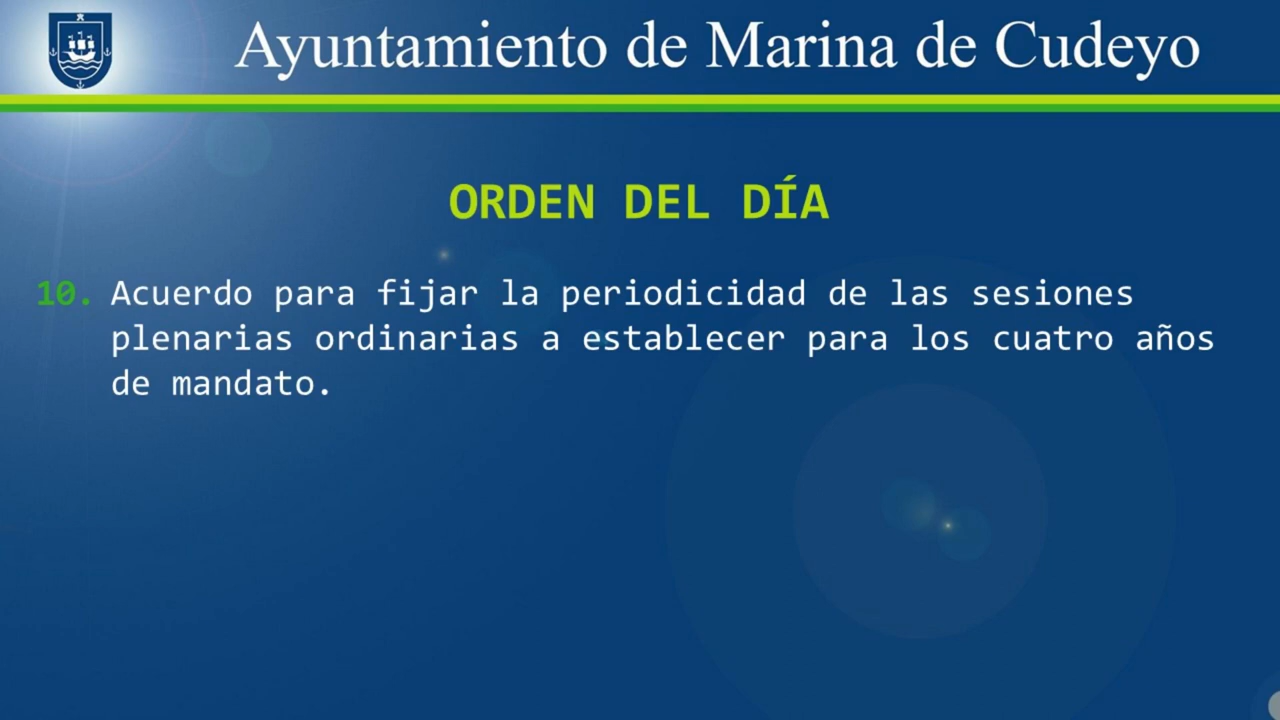 Ayuntamiento de Marina de Cudeyo
ORDEN DEL DÍA
10. Acuerdo para fijar la periodicidad de las sesiones
plenarias ordinarias a establecer para los cuatro años
de mandato.